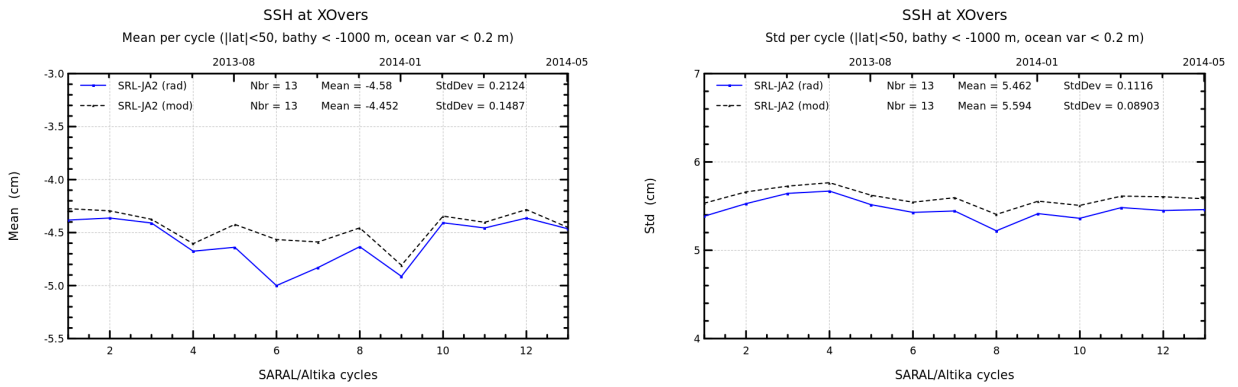 SSH at XOvers
Mean per cycle (|lat|<50, bathy < -1000 m, ocean var < 0.2 m)
2013-08 2014-01 2014-05
-3.0
SRL-JA2 (rad) Nbr = 13 Mean = -4.58 StdDev = 0.2124
SRL-JA2 (mod) Nbr = 13 Mean = -4.452 StdDev = 0.1487
-3.5
-4.0
-4.5
-5.0
-5.5
Mean (cm)
2 4 6 8 10 12
SARAL/Altika cycles
SSH at XOvers
Std per cycle (|lat|<50, bathy < -1000 m, ocean var < 0.2 m)
2013-08 2014-01 2014-05
7
SRL-JA2 (rad) Nbr = 13 Mean = 5.462 StdDev = 0.1116
SRL-JA2 (mod) Nbr = 13 Mean = 5.594 StdDev = 0.08903
6
5
4
Std (cm)
2 4 6 8 10 12
SARAL/Altika cycles